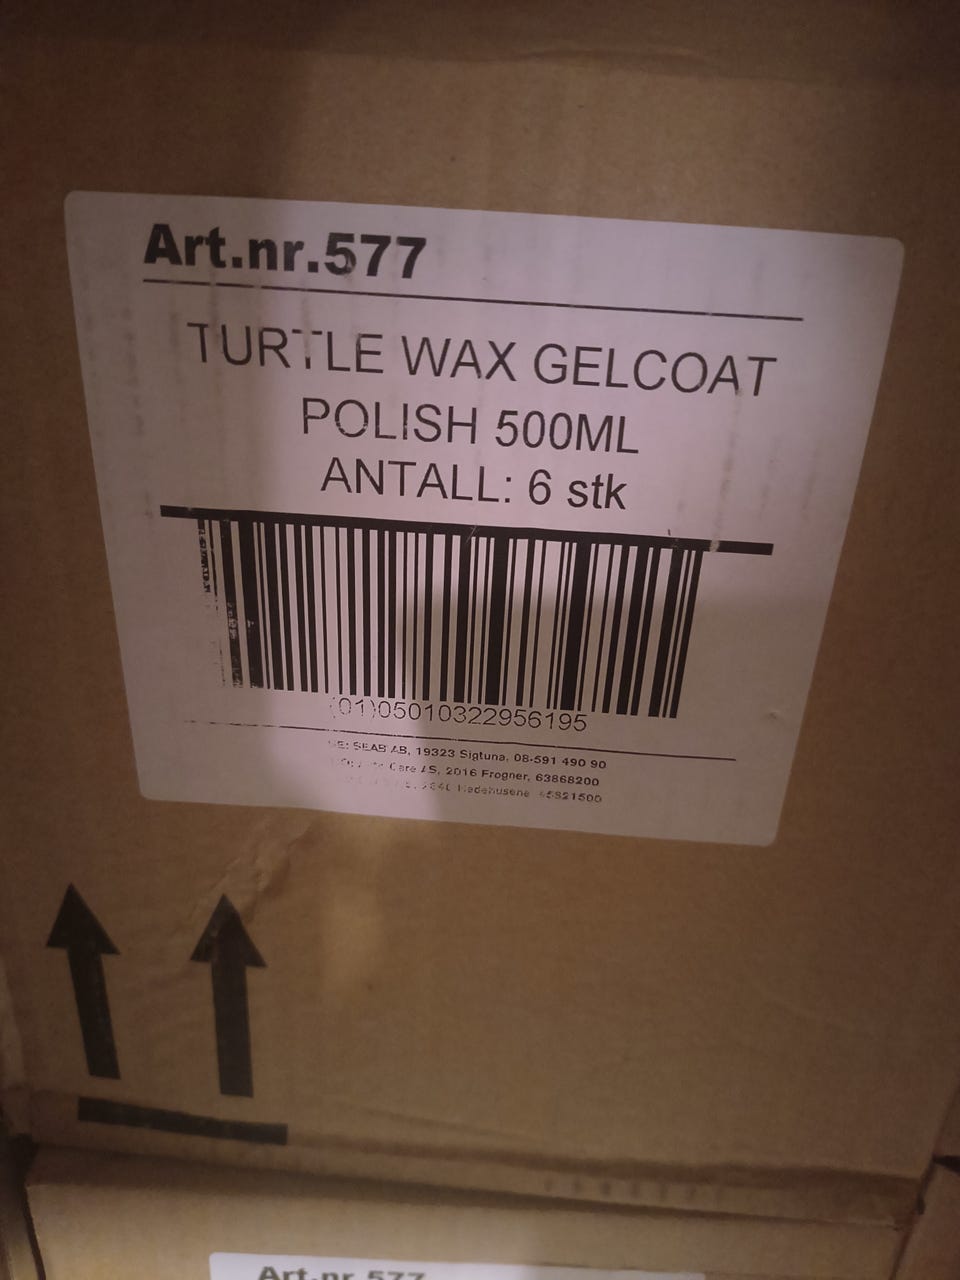 Art.nr.577
TURTLE WAX GELCOAT
POLISH 500ML
ANTALL: 6 stk
(01)05010322956195
SEAB AB, 19323 Sigtuna, 08-591 490 90
Care AS, 2016 Frogner, 63868200
Hedehusene
Art.nr.577